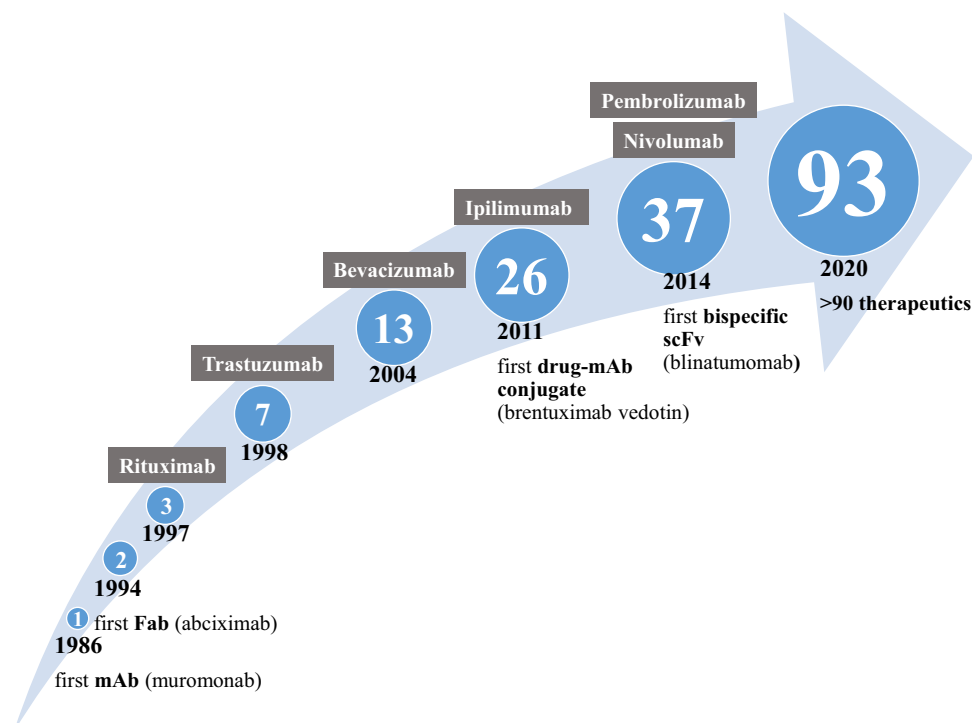 Pembrolizumab
Nivolumab
93
37
2020
>90 therapeutics
Ipilimumab
26
2014
first bispecific
scFv
(blinatumomab)
Bevacizumab
13
2011
first drug-mAb
conjugate
(brentuximab vedotin)
2004
Trastuzumab
7
1998
Rituximab
3
1997
2
1994
first Fab (abciximab)
1
1986
first mAb (muromonab)